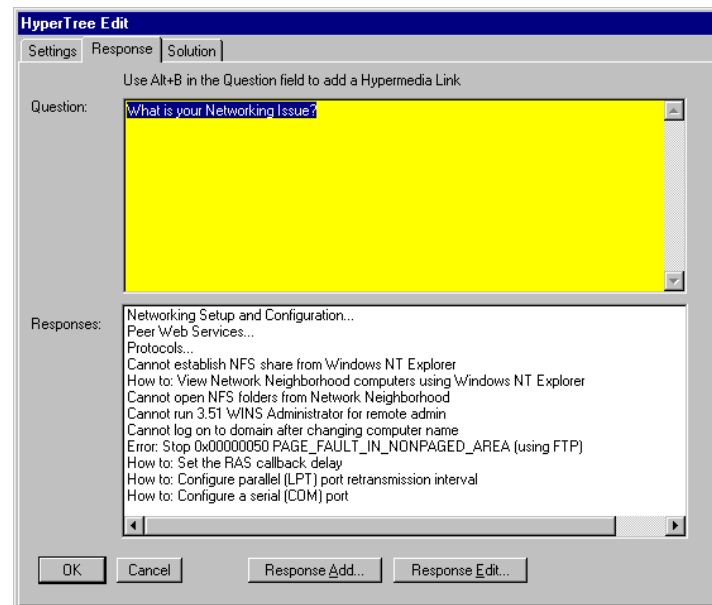 HyperTree Edit
Settings Response Solution
Use Alt+B in the Question field to add a Hypermedia Link
Question:
What is your Networking Issue?
Responses:
Networking Setup and Configuration...
Peer Web Services...
Protocols...
Cannot establish NFS share from Windows NT Explorer
How to: View Network Neighborhood computers using Windows NT Explorer
Cannot open NFS folders from Network Neighborhood
Cannot run 3.51 WINS Administrator for remote admin
Cannot log on to domain after changing computer name
Error: Stop 0x00000050 PAGE_FAULT_IN_NONPAGED_AREA (using FTP)
How to: Set the RAS callback delay
How to: Configure parallel (LPT) port retransmission interval
How to: Configure a serial (COM) port
OK Cancel Response Add... Response Edit...